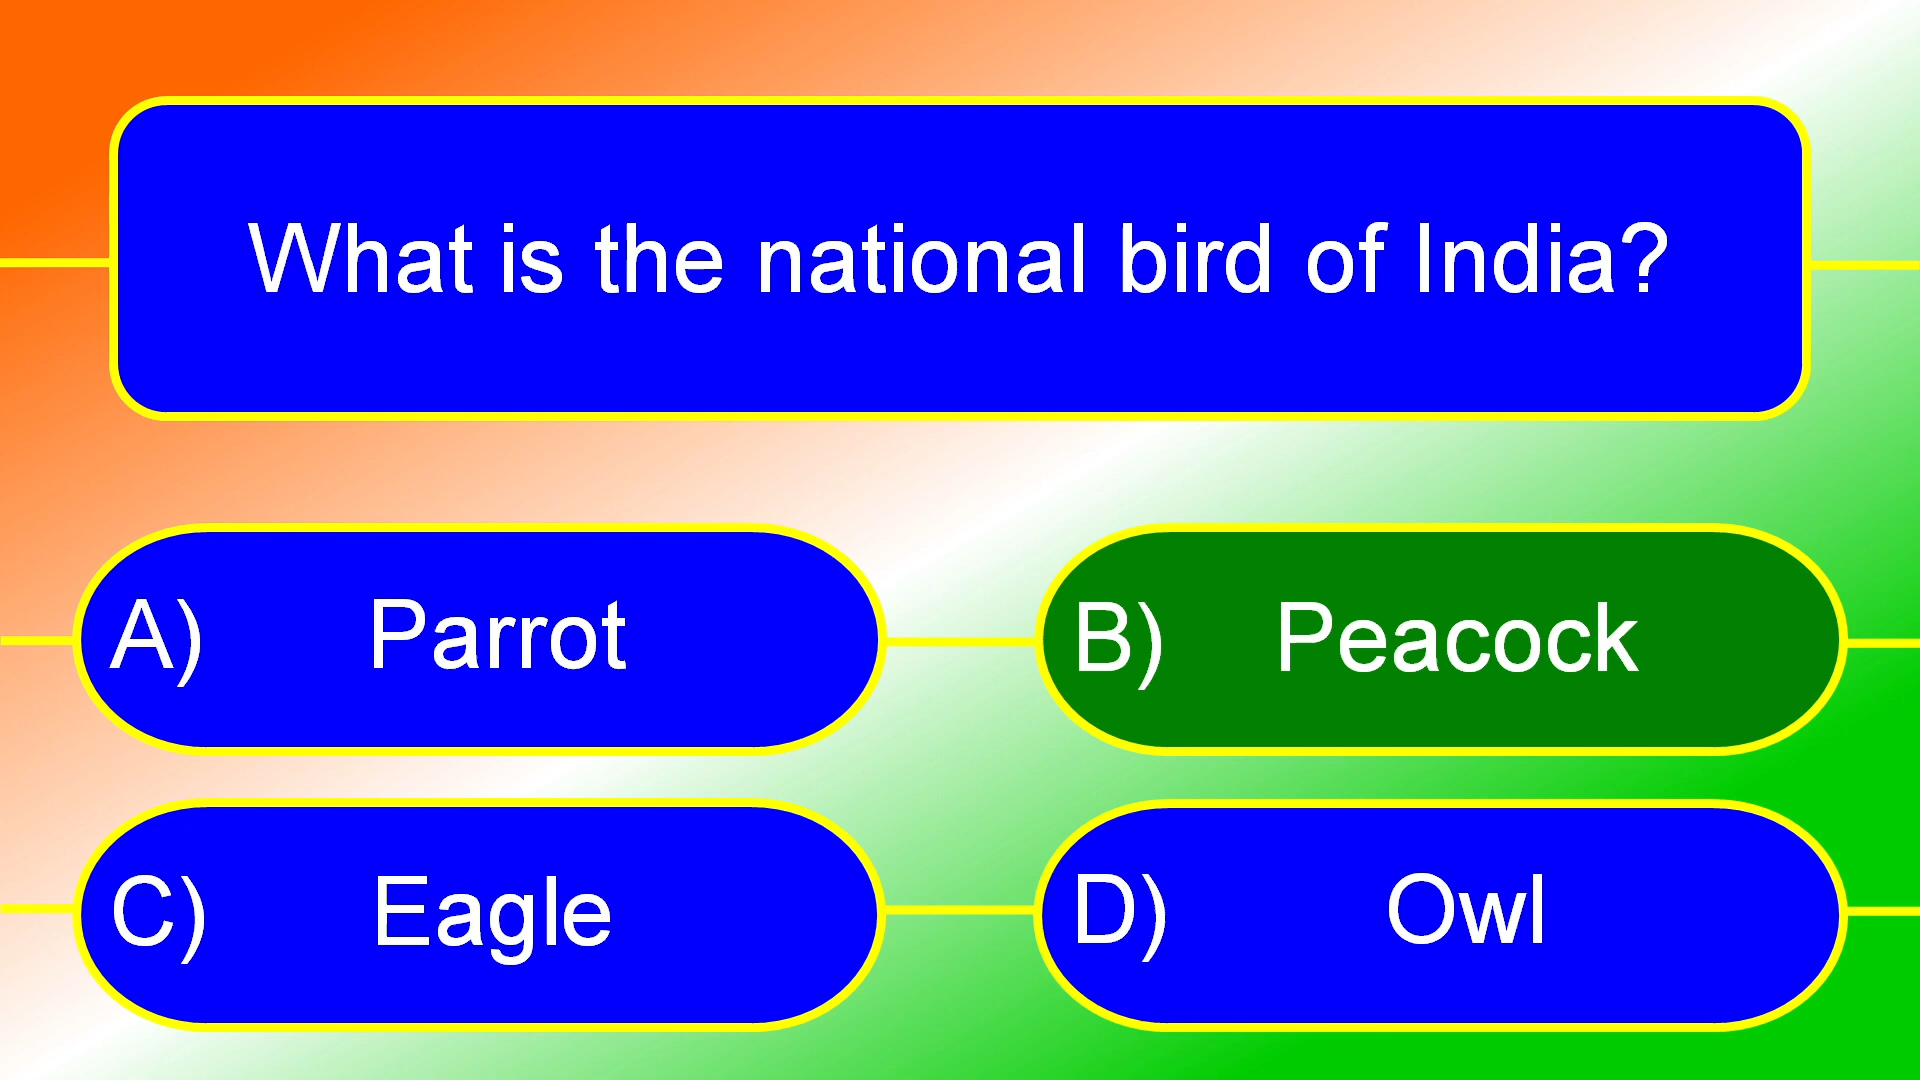 What is the national bird of India?
A) Parrot
B) Peacock
C) Eagle
D) Owl